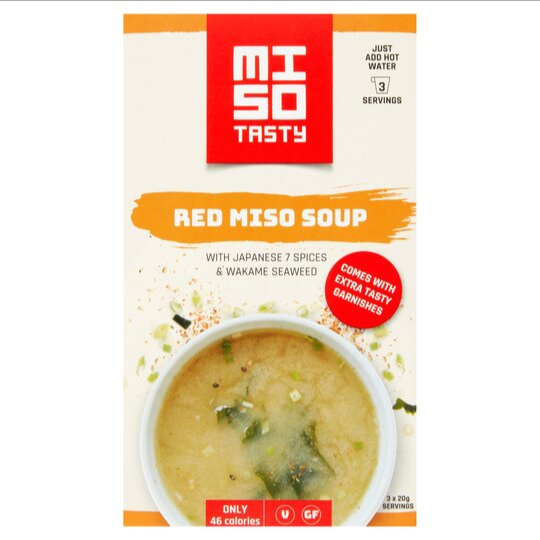 MI
SO
TASTY
JUST
ADD HOT
WATER
3
SERVINGS
RED MISO SOUP
WITH JAPANESE 7 SPICES
& WAKAME SEAWEED
COMES WITH
EXTRA TASTY
GARNISHES
3 x 20g
SERVINGS
ONLY
46 calories
V
GF